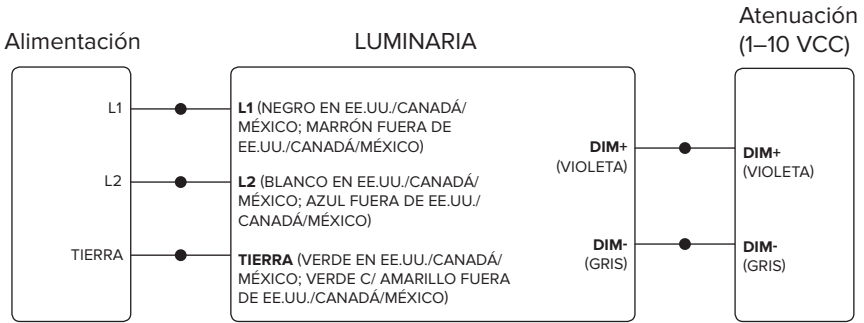 Alimentación
LUMINARIA
Atenuación
(1–10 VCC)
L1
L2
TIERRA
L1 (NEGRO EN EE.UU./CANADÁ/
MÉXICO; MARRÓN FUERA DE
EE.UU./CANADÁ/MÉXICO)
L2 (BLANCO EN EE.UU./CANADÁ/
MÉXICO; AZUL FUERA DE EE.UU./
CANADÁ/MÉXICO)
TIERRA (VERDE EN EE.UU./CANADÁ/
MÉXICO; VERDE C/ AMARILLO FUERA
DE EE.UU./CANADÁ/MÉXICO)
DIM+
(VIOLETA)
DIM-
(GRIS)
DIM+
(VIOLETA)
DIM-
(GRIS)